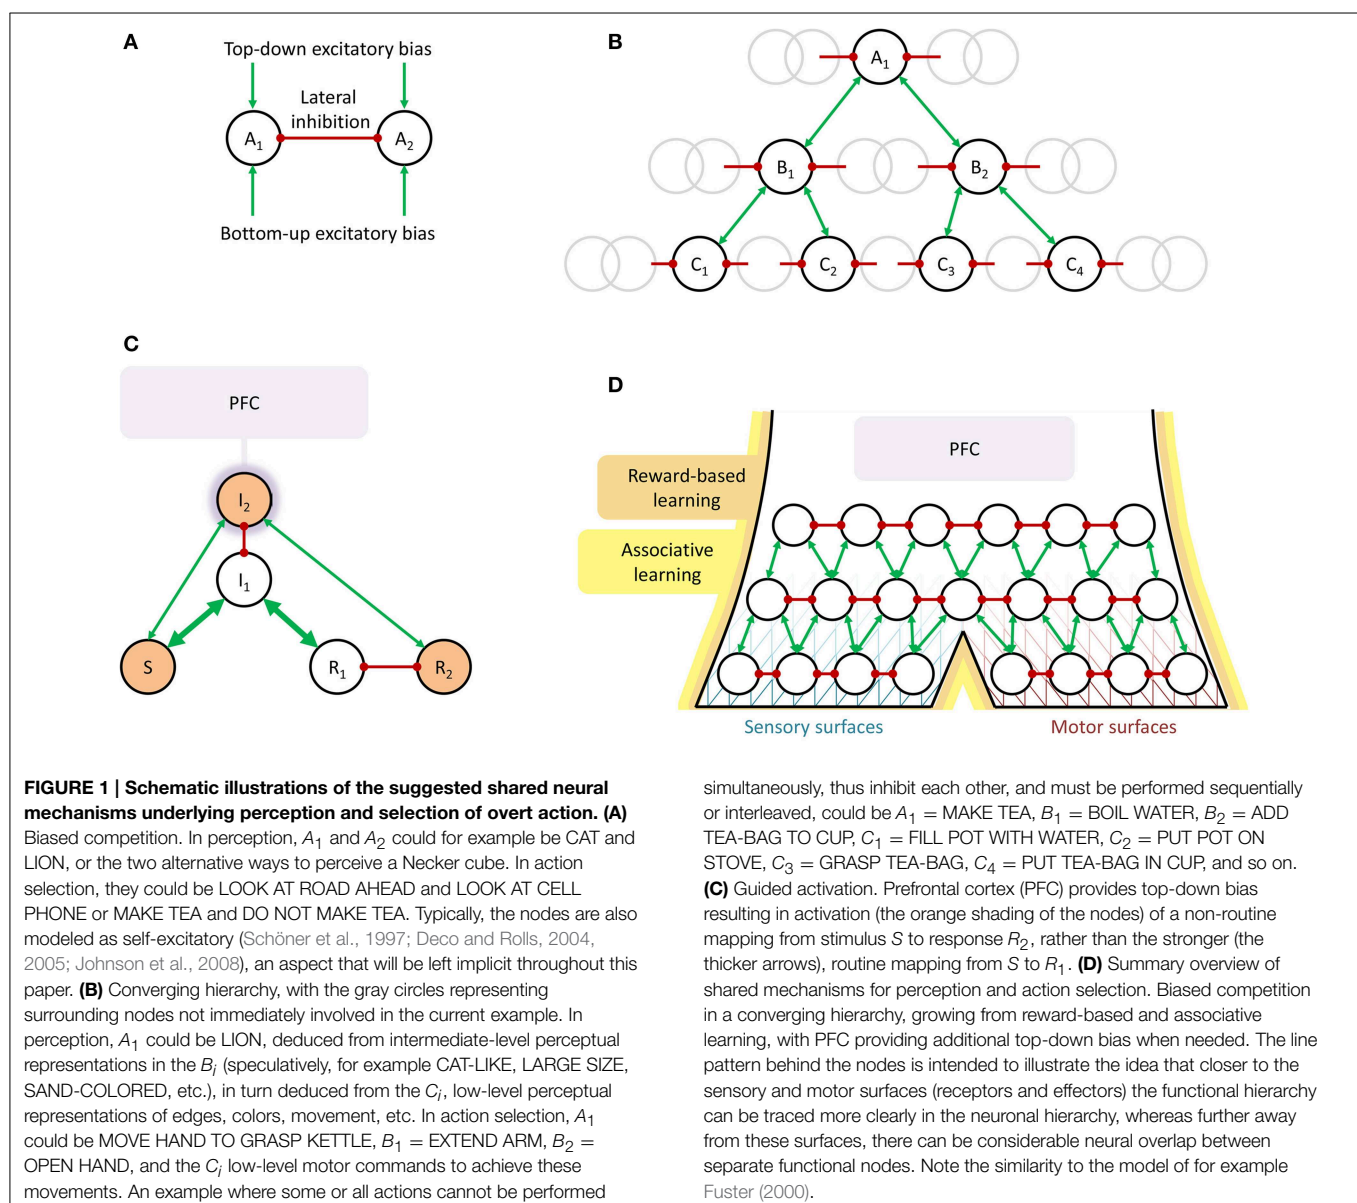 A
Top-down excitatory bias
Lateral
inhibition
A1
A2
Bottom-up excitatory bias
B
A1
B1
B2
C1
C2
C3
C4
C
PFC
I2
I1
S
R1
R2
D
PFC
Reward-based
learning
Associative
learning
Sensory surfaces
Motor surfaces
FIGURE 1 | Schematic illustrations of the suggested shared neural
mechanisms underlying perception and selection of overt action. (A)
Biased competition. In perception, A1 and A2 could for example be CAT and
LION, or the two alternative ways to perceive a Necker cube. In action
selection, they could be LOOK AT ROAD AHEAD and LOOK AT CELL
PHONE or MAKE TEA and DO NOT MAKE TEA. Typically, the nodes are also
modeled as self-excitatory (Schöner et al., 1997; Deco and Rolls, 2004,
2005; Johnson et al., 2008), an aspect that will be left implicit throughout this
paper. (B) Converging hierarchy, with the gray circles representing
surrounding nodes not immediately involved in the current example. In
perception, A1 could be LION, deduced from intermediate-level perceptual
representations in the Bi (speculatively, for example CAT-LIKE, LARGE SIZE,
SAND-COLORED, etc.), in turn deduced from the Ci, low-level perceptual
representations of edges, colors, movement, etc. In action selection, A1
could be MOVE HAND TO GRASP KETTLE, B1 = EXTEND ARM, B2 =
OPEN HAND, and the Ci low-level motor commands to achieve these
movements. An example where some or all actions cannot be performed
simultaneously, thus inhibit each other, and must be performed sequentially
or interleaved, could be A1 = MAKE TEA, B1 = BOIL WATER, B2 = ADD
TEA-BAG TO CUP, C1 = FILL POT WITH WATER, C2 = PUT POT ON
STOVE, C3 = GRASP TEA-BAG, C4 = PUT TEA-BAG IN CUP, and so on.
(C) Guided activation. Prefrontal cortex (PFC) provides top-down bias
resulting in activation (the orange shading of the nodes) of a non-routine
mapping from stimulus S to response R2, rather than the stronger (the
thicker arrows), routine mapping from S to R1. (D) Summary overview of
shared mechanisms for perception and action selection. Biased competition
in a converging hierarchy, growing from reward-based and associative
learning, with PFC providing additional top-down bias when needed. The line
pattern behind the nodes is intended to illustrate the idea that closer to the
sensory and motor surfaces (receptors and effectors) the functional hierarchy
can be traced more clearly in the neuronal hierarchy, whereas further away
from these surfaces, there can be considerable neural overlap between
separate functional nodes. Note the similarity to the model of for example
Fuster (2000).